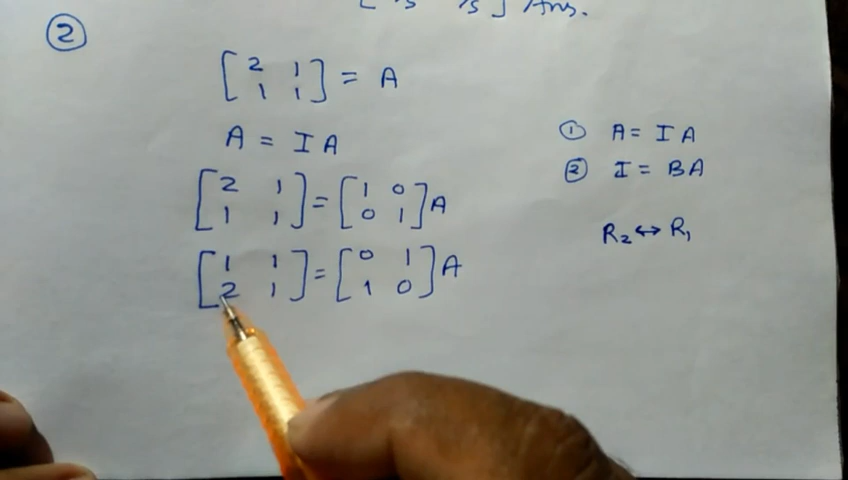 Ans.
②
[2 1
1 1] = A
A = I A
① A = I A
② I = BA
[2 1
1 1] = [1 0
0 1] A
R₂ ↔ R₁
[1 1
2 1] = [0 1
1 0] A